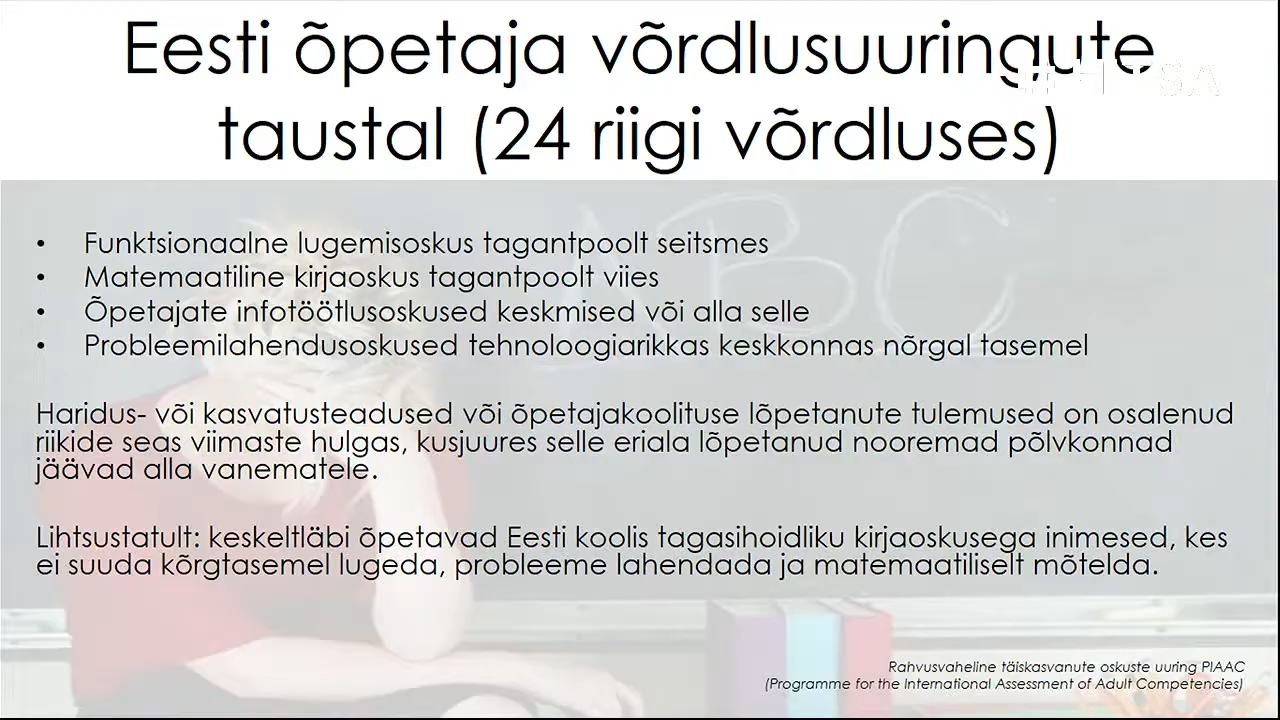 Eesti õpetaja võrdlusuuringute
taustal (24 riigi võrdluses)
• Funktsionaalne lugemisoskus tagantpoolt seitsmes
• Matemaatiline kirjaoskus tagantpoolt viies
• Õpetajate infotöötlusoskused keskmised või alla selle
• Probleemilahendusoskused tehnoloogiarikkas keskkonnas nõrgal tasemel
Haridus- või kasvatusteadused või õpetajakoolituse lõpetanute tulemused on osalenud
riikide seas viimaste hulgas, kusjuures selle eriala lõpetanud nooremad põlvkonnad
jäävad alla vanematele.
Lihtsustatult: keskeltläbi õpetavad Eesti koolis tagasihoidliku kirjaoskusega inimesed, kes
ei suuda kõrgtasemel lugeda, probleeme lahendada ja matemaatiliselt mõtelda.
Rahvusvaheline täiskasvanute oskuste uuring PIAAC
(Programme for the International Assessment of Adult Competencies)
ABC